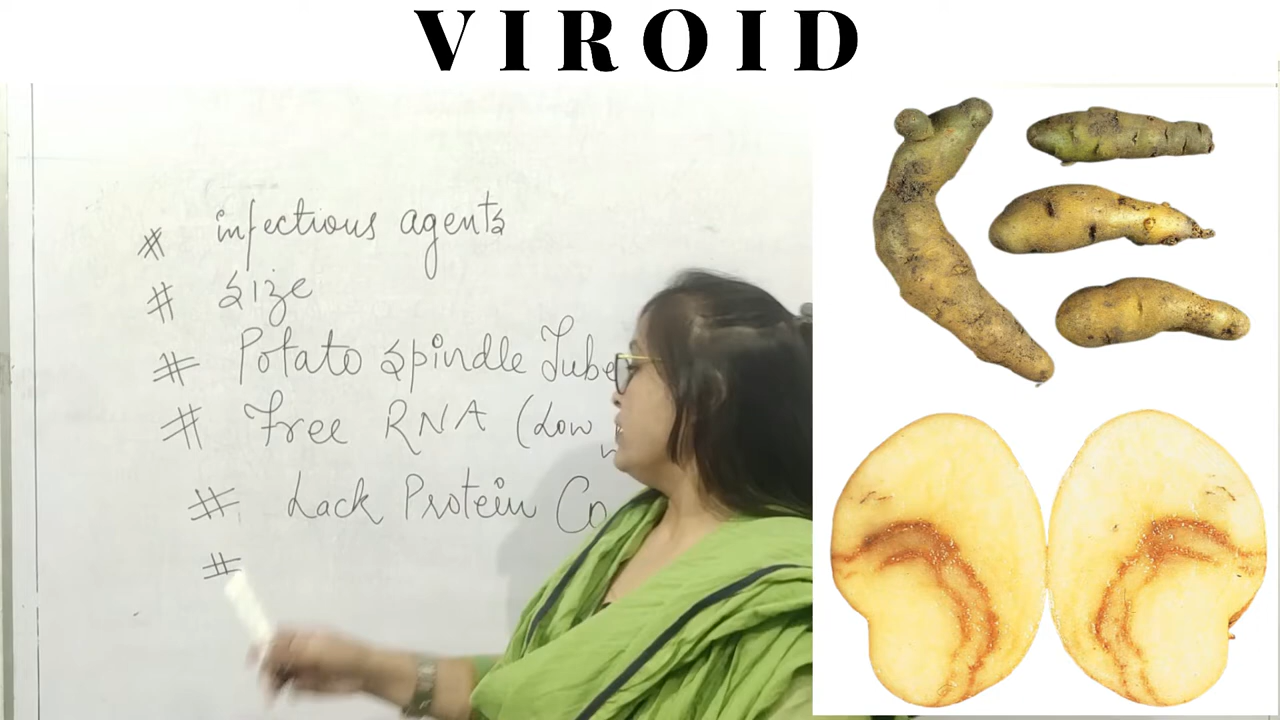 VIROID
# infectious agents
# Size
# Potato Spindle Tube
# Free RNA (Low
# Lack Protein Co
#